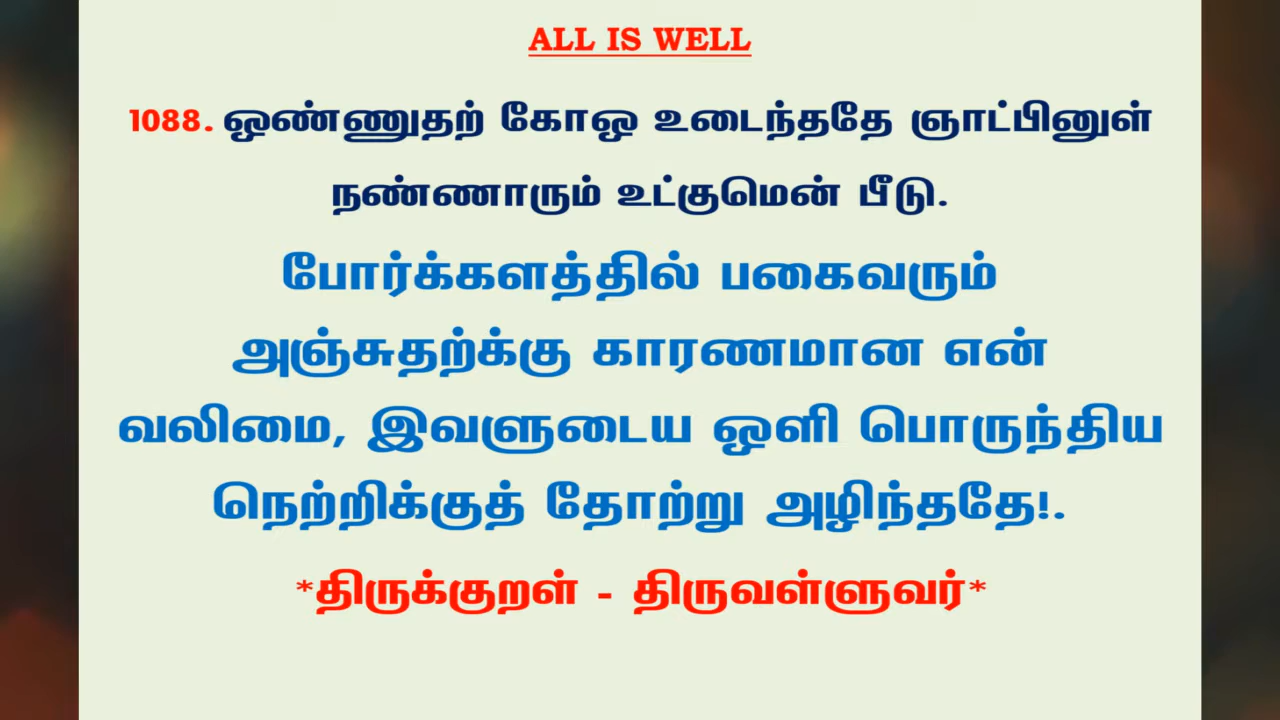 ALL IS WELL
1088. ஒண்ணுதற் கோஒ உடைந்ததே ஞாட்பினுள்
நண்ணாரும் உட்குமென் பீடு.
போர்க்களத்தில் பகைவரும்
அஞ்சுதற்க்கு காரணமான என்
வலிமை, இவளுடைய ஒளி பொருந்திய
நெற்றிக்குத் தோற்று அழிந்ததே!.
*திருக்குறள் - திருவள்ளுவர்*